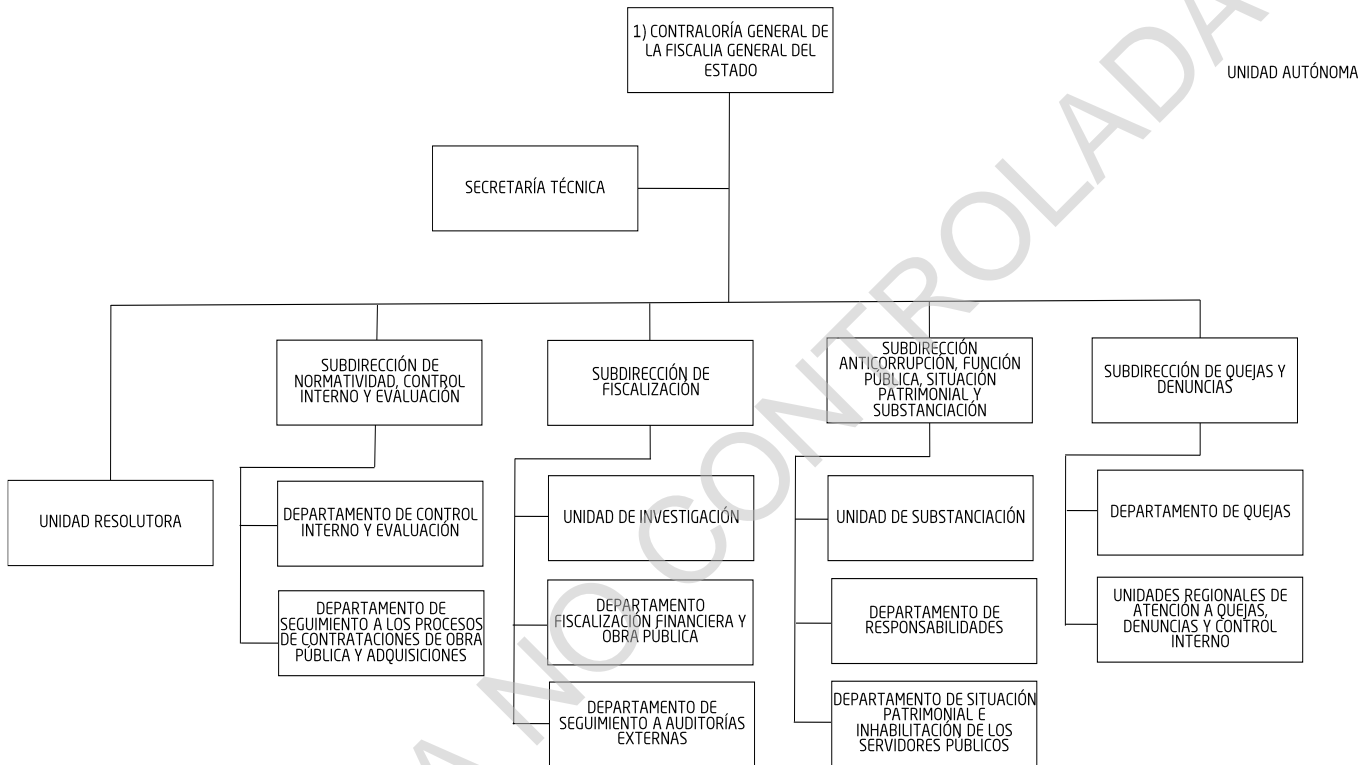 1) CONTRALORÍA GENERAL DE
LA FISCALIA GENERAL DEL
ESTADO
UNIDAD AUTÓNOMA
SECRETARÍA TÉCNICA
SUBDIRECCIÓN DE
NORMATIVIDAD, CONTROL
INTERNO Y EVALUACIÓN
SUBDIRECCIÓN DE
FISCALIZACIÓN
SUBDIRECCIÓN
ANTICORRUPCIÓN, FUNCIÓN
PÚBLICA, SITUACIÓN
PATRIMONIAL Y
SUBSTANCIACIÓN
SUBDIRECCIÓN DE QUEJAS Y
DENUNCIAS
UNIDAD RESOLUTORA
DEPARTAMENTO DE CONTROL
INTERNO Y EVALUACIÓN
UNIDAD DE INVESTIGACIÓN
UNIDAD DE SUBSTANCIACIÓN
DEPARTAMENTO DE QUEJAS
DEPARTAMENTO DE
SEGUIMIENTO A LOS PROCESOS
DE CONTRATACIONES DE OBRA
PÚBLICA Y ADQUISICIONES
DEPARTAMENTO
FISCALIZACIÓN FINANCIERA Y
OBRA PÚBLICA
DEPARTAMENTO DE
RESPONSABILIDADES
UNIDADES REGIONALES DE
ATENCIÓN A QUEJAS,
DENUNCIAS Y CONTROL
INTERNO
DEPARTAMENTO DE
SEGUIMIENTO A AUDITORÍAS
EXTERNAS
DEPARTAMENTO DE SITUACIÓN
PATRIMONIAL E
INHABILITACIÓN DE LOS
SERVIDORES PÚBLICOS
A NO CONTROLADA